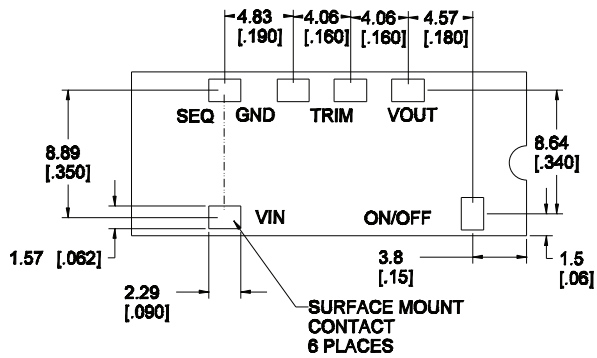 4.83 4.06 4.06 4.57
[.190] [.160] [.160] [.180]
SEQ GND TRIM VOUT
8.89
[.350]
8.64
[.340]
VIN ON/OFF
1.57 [.062]
3.8
[.15]
1.5
[.06]
2.29
[.090]
SURFACE MOUNT
CONTACT
6 PLACES